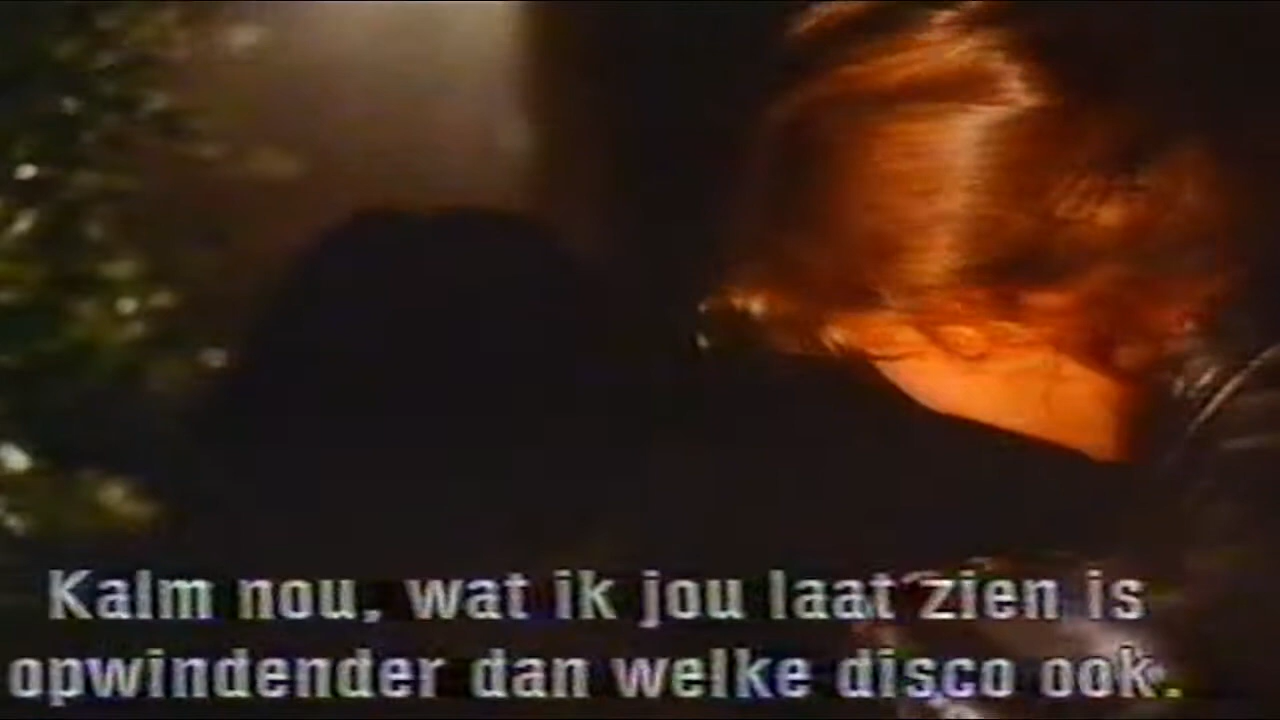 Kalm nou, wat ik jou laat zien is
opwindender dan welke disco ook.